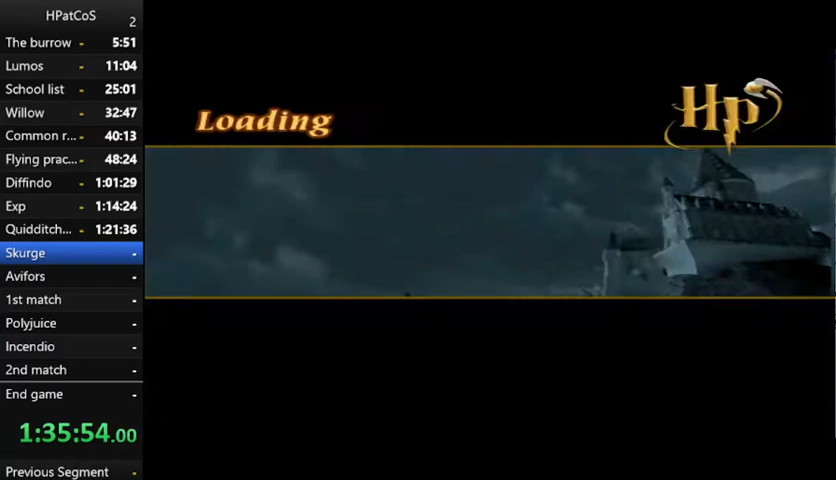 HPatCoS
2
The burrow - 5:51
Lumos - 11:04
School list - 25:01
Willow - 32:47
Common r... - 40:13
Flying prac... - 48:24
Diffindo - 1:01:29
Exp - 1:14:24
Quidditch... - 1:21:36
Skurge -
Avifors -
1st match -
Polyjuice -
Incendio -
2nd match -
End game -
1:35:54.00
Previous Segment -
Loading
HP